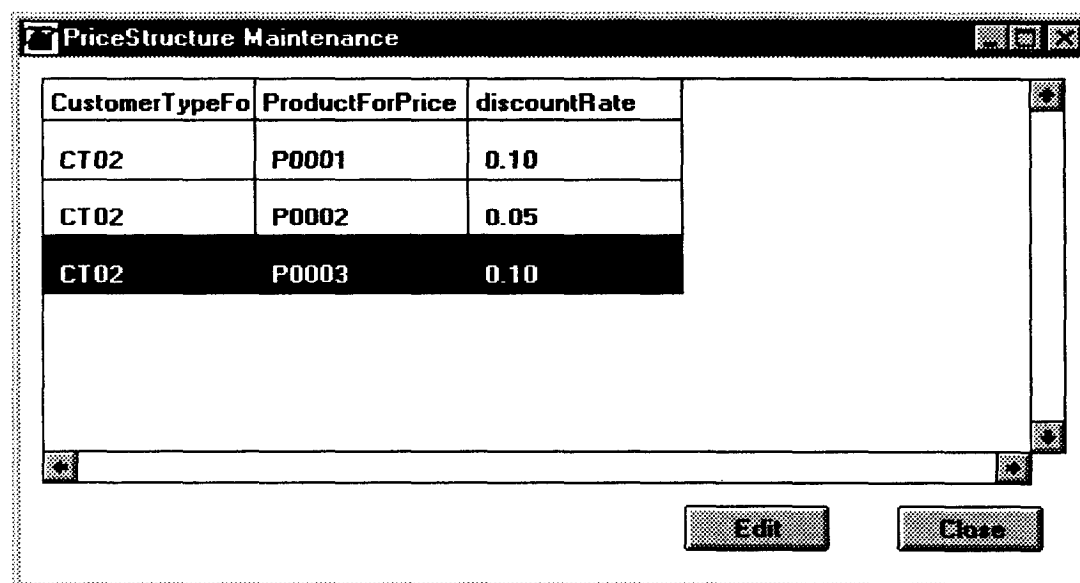 PriceStructure Maintenance
CustomerTypeFo ProductForPrice discountRate
CT02 P0001 0.10
CT02 P0002 0.05
CT02 P0003 0.10
Edit Close